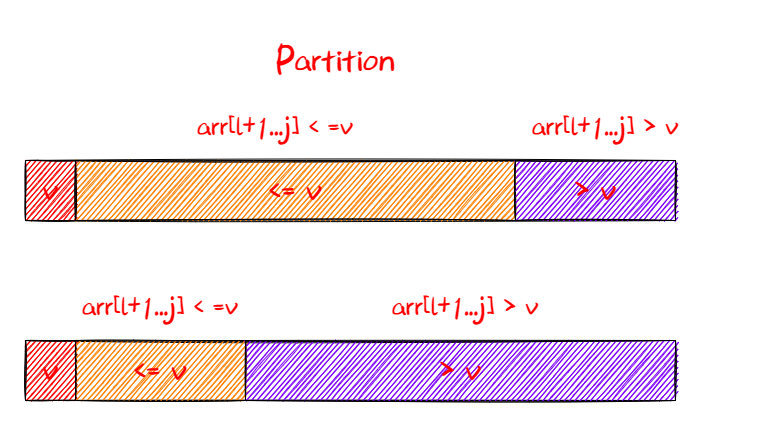 Partition
arr[l+1...j] < =v
arr[l+1...j] > v
v
<= v
> v
arr[l+1...j] < =v
arr[l+1...j] > v
v
<= v
> v